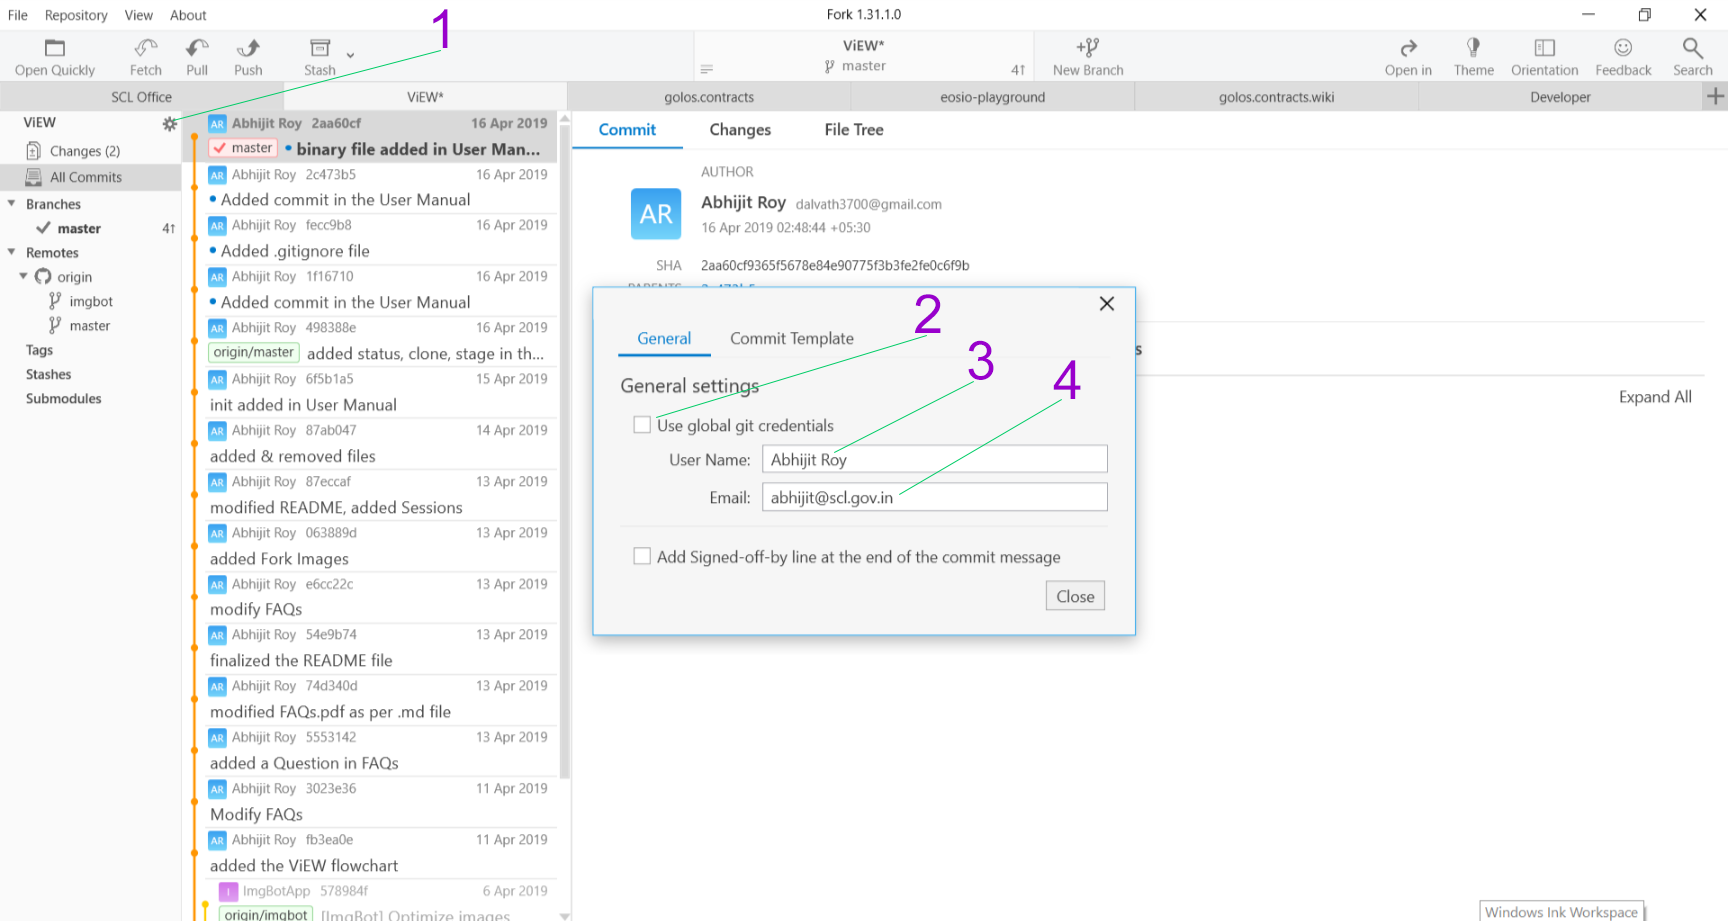 File Repository View About
Fork 1.31.1.0
1
Open Quickly Fetch Pull Push Stash
ViEW*
master
4↑
New Branch
Open in Theme Orientation Feedback Search
SCL Office ViEW* golos.contracts eosio-playground golos.contracts.wiki Developer
ViEW
Changes (2)
All Commits
Branches
master 4↑
Remotes
origin
imgbot
master
Tags
Stashes
Submodules
AR Abhijit Roy 2aa60cf 16 Apr 2019
master binary file added in User Man...
AR Abhijit Roy 2c473b5 16 Apr 2019
Added commit in the User Manual
AR Abhijit Roy fecc9b8 16 Apr 2019
Added .gitignore file
AR Abhijit Roy 1f16710 16 Apr 2019
Added commit in the User Manual
AR Abhijit Roy 498388e 16 Apr 2019
origin/master added status, clone, stage in th...
AR Abhijit Roy 6f5b1a5 15 Apr 2019
init added in User Manual
AR Abhijit Roy 87ab047 14 Apr 2019
added & removed files
AR Abhijit Roy 87eccaf 13 Apr 2019
modified README, added Sessions
AR Abhijit Roy 063889d 13 Apr 2019
added Fork Images
AR Abhijit Roy e6cc22c 13 Apr 2019
modify FAQs
AR Abhijit Roy 54e9b74 13 Apr 2019
finalized the README file
AR Abhijit Roy 74d340d 13 Apr 2019
modified FAQs.pdf as per .md file
AR Abhijit Roy 5553142 13 Apr 2019
added a Question in FAQs
AR Abhijit Roy 3023e36 11 Apr 2019
Modify FAQs
AR Abhijit Roy fb3ea0e 11 Apr 2019
added the ViEW flowchart
I ImgBotApp 578984f 6 Apr 2019
origin/imgbot [ImgBot] Optimize images
Commit Changes File Tree
AUTHOR
AR
Abhijit Roy dalvath3700@gmail.com
16 Apr 2019 02:48:44 +05:30
SHA 2aa60cf9365f5678e84e90775f3b3fe2fe0c6f9b
s
Expand All
2
General Commit Template
3
4
General settings
Use global git credentials
User Name: Abhijit Roy
Email: abhijit@scl.gov.in
Add Signed-off-by line at the end of the commit message
Close
Windows Ink Workspace